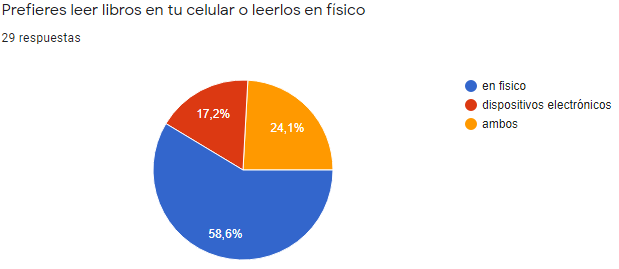 Prefieres leer libros en tu celular o leerlos en físico
29 respuestas
en fisico
dispositivos electrónicos
ambos
17,2%
24,1%
58,6%